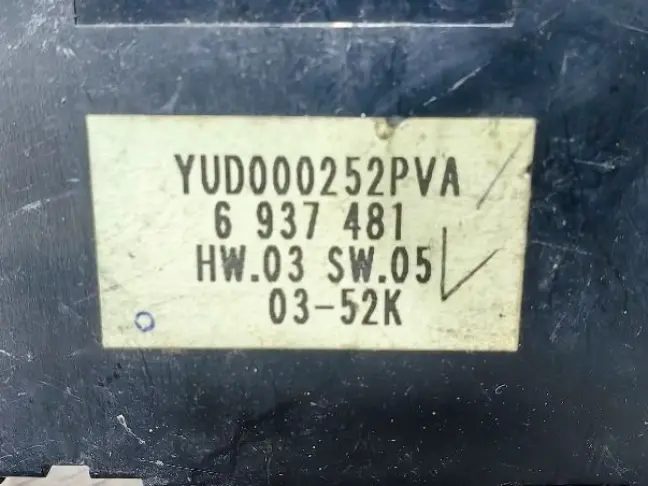 YUD000252PVA
6 937 481
HW.03 SW.05
03-52K